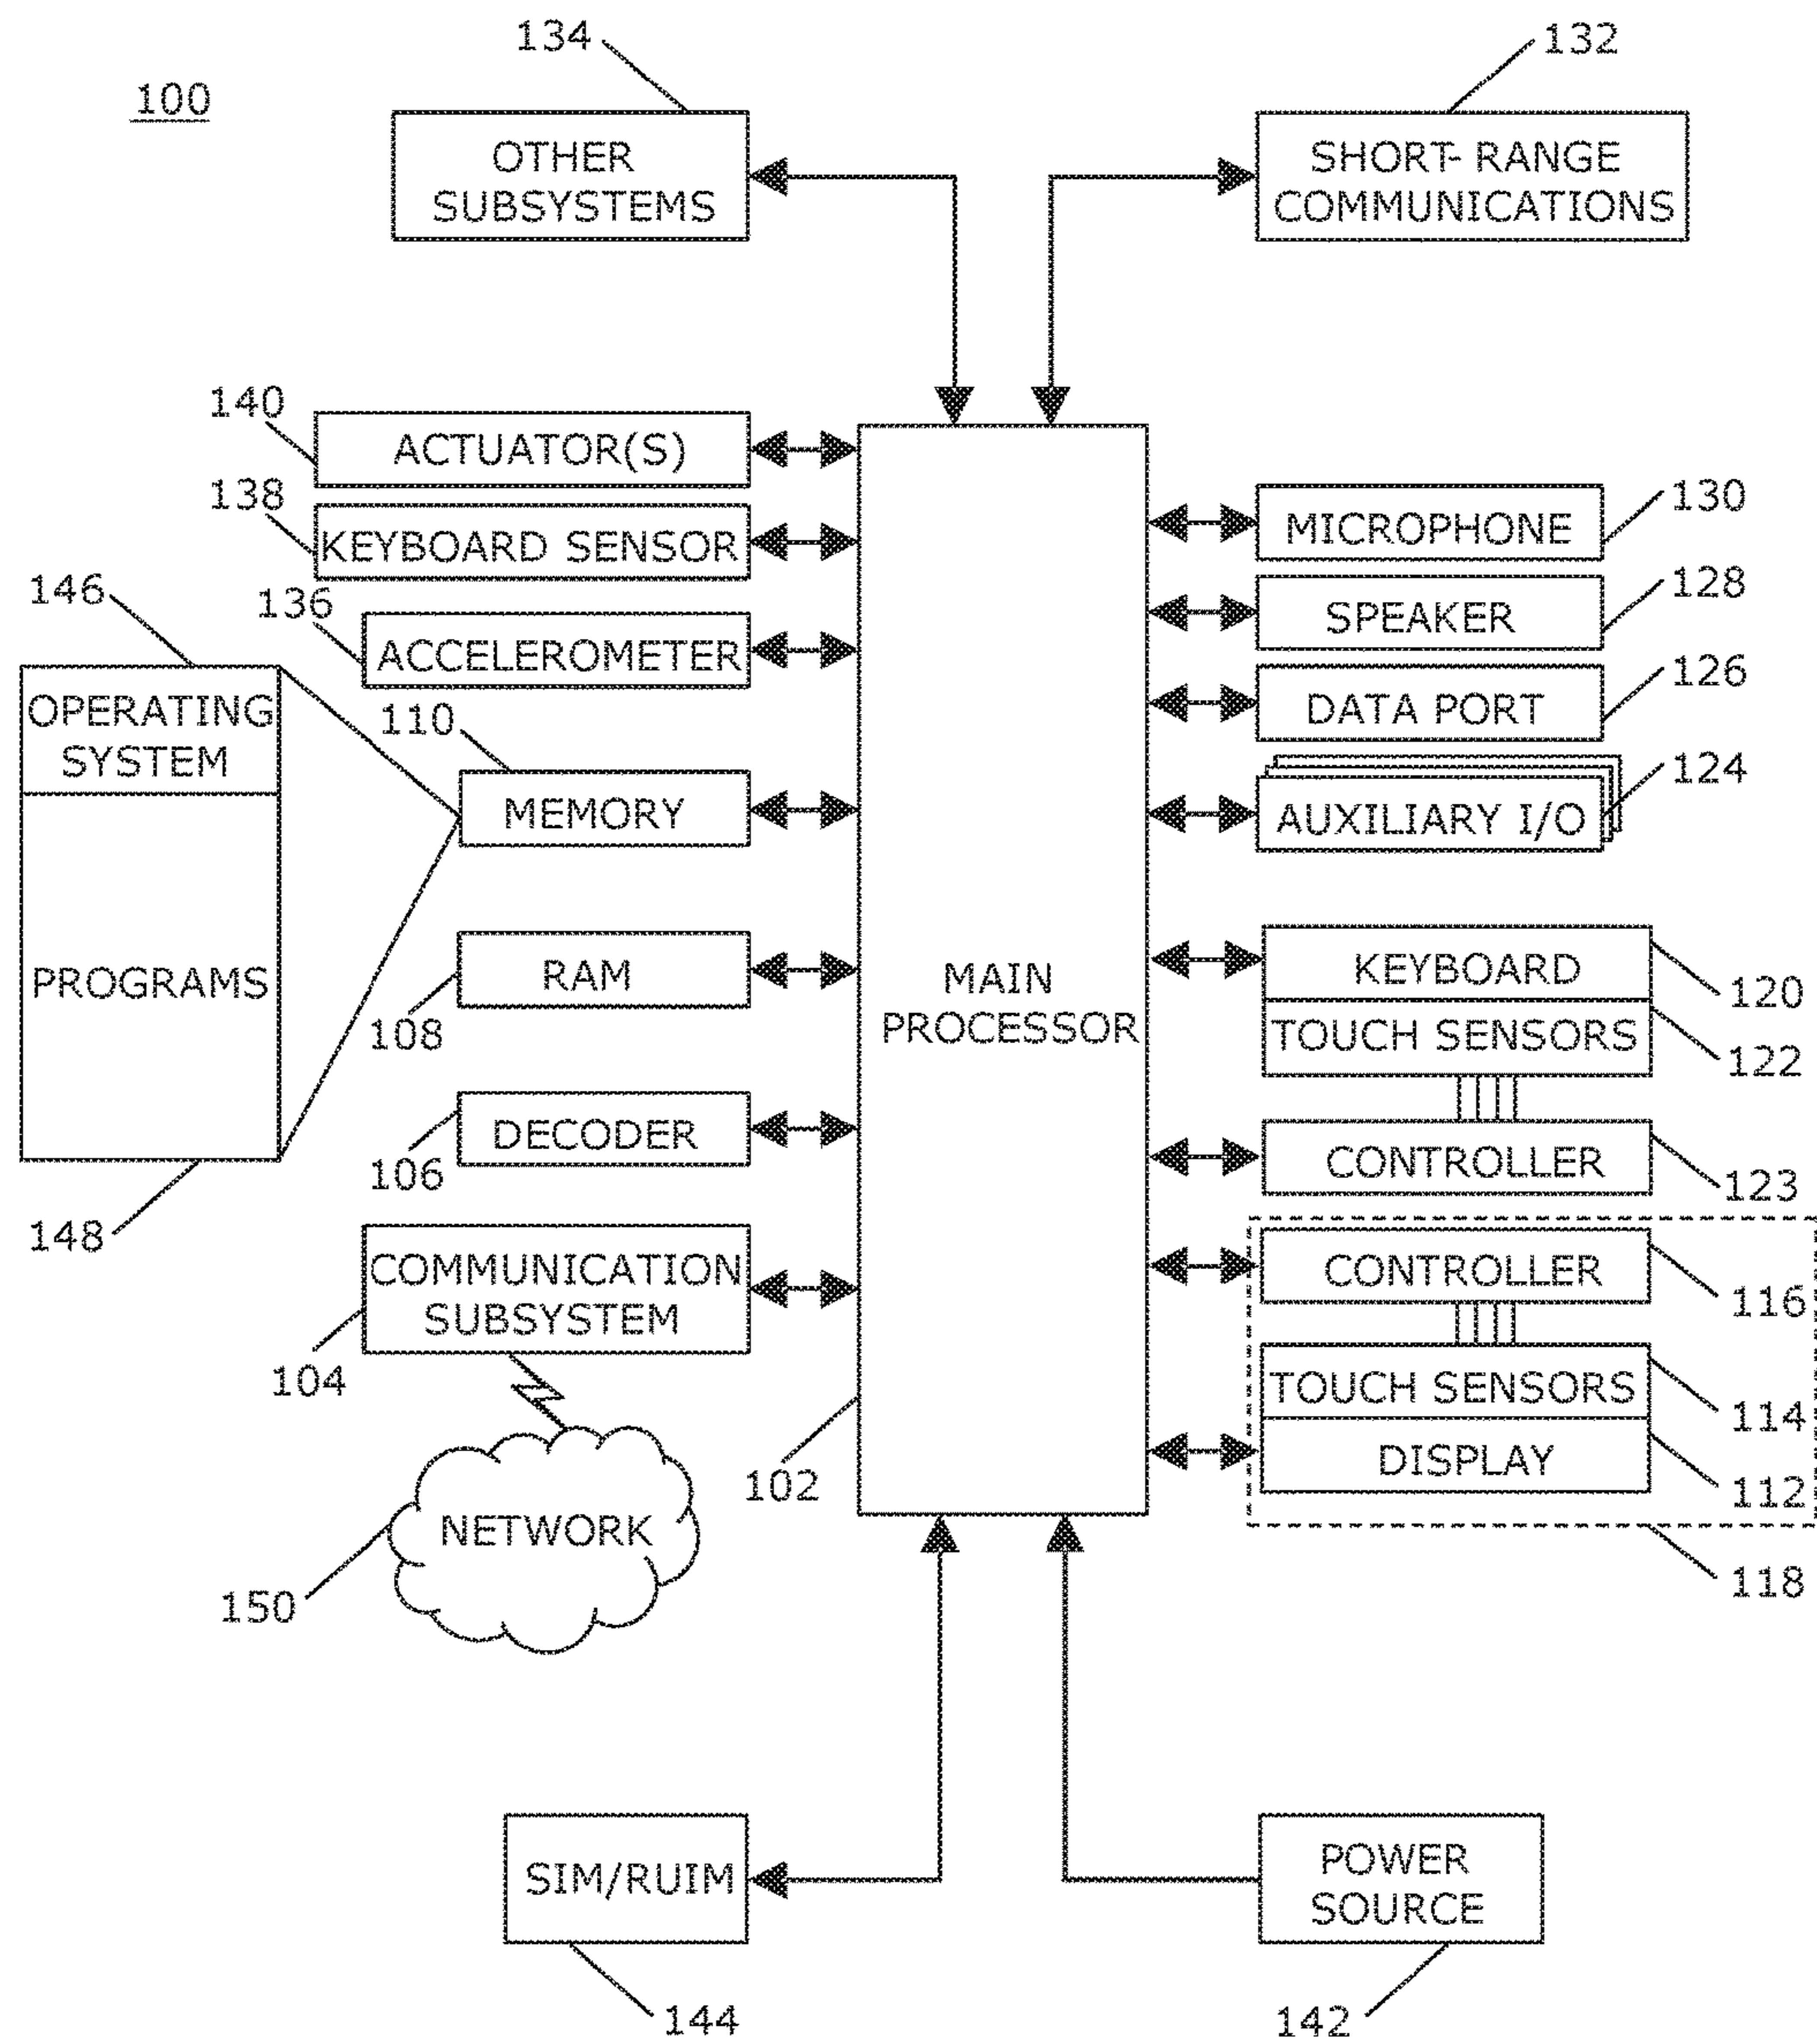 134
132
100
OTHER
SUBSYSTEMS
SHORT-RANGE
COMMUNICATIONS
140
ACTUATOR(S)
138
KEYBOARD SENSOR
146
136
ACCELEROMETER
OPERATING
SYSTEM
110
MEMORY
PROGRAMS
RAM
108
DECODER
106
148
COMMUNICATION
SUBSYSTEM
104
NETWORK
150
102
MAIN
PROCESSOR
MICROPHONE
130
SPEAKER
128
DATA PORT
126
AUXILIARY I/O
124
KEYBOARD
120
TOUCH SENSORS
122
CONTROLLER
123
CONTROLLER
116
TOUCH SENSORS
114
DISPLAY
112
118
SIM/RUIM
144
POWER
SOURCE
142